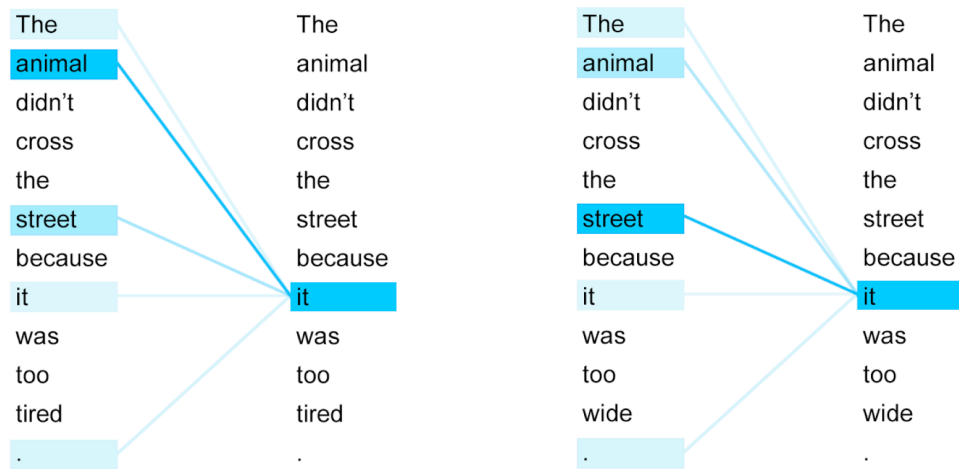 The The The The
animal animal animal animal
didn’t didn’t didn’t didn’t
cross cross cross cross
the the the the
street street street street
because because because because
it it it it
was was was was
too too too too
tired tired wide wide
. . . .